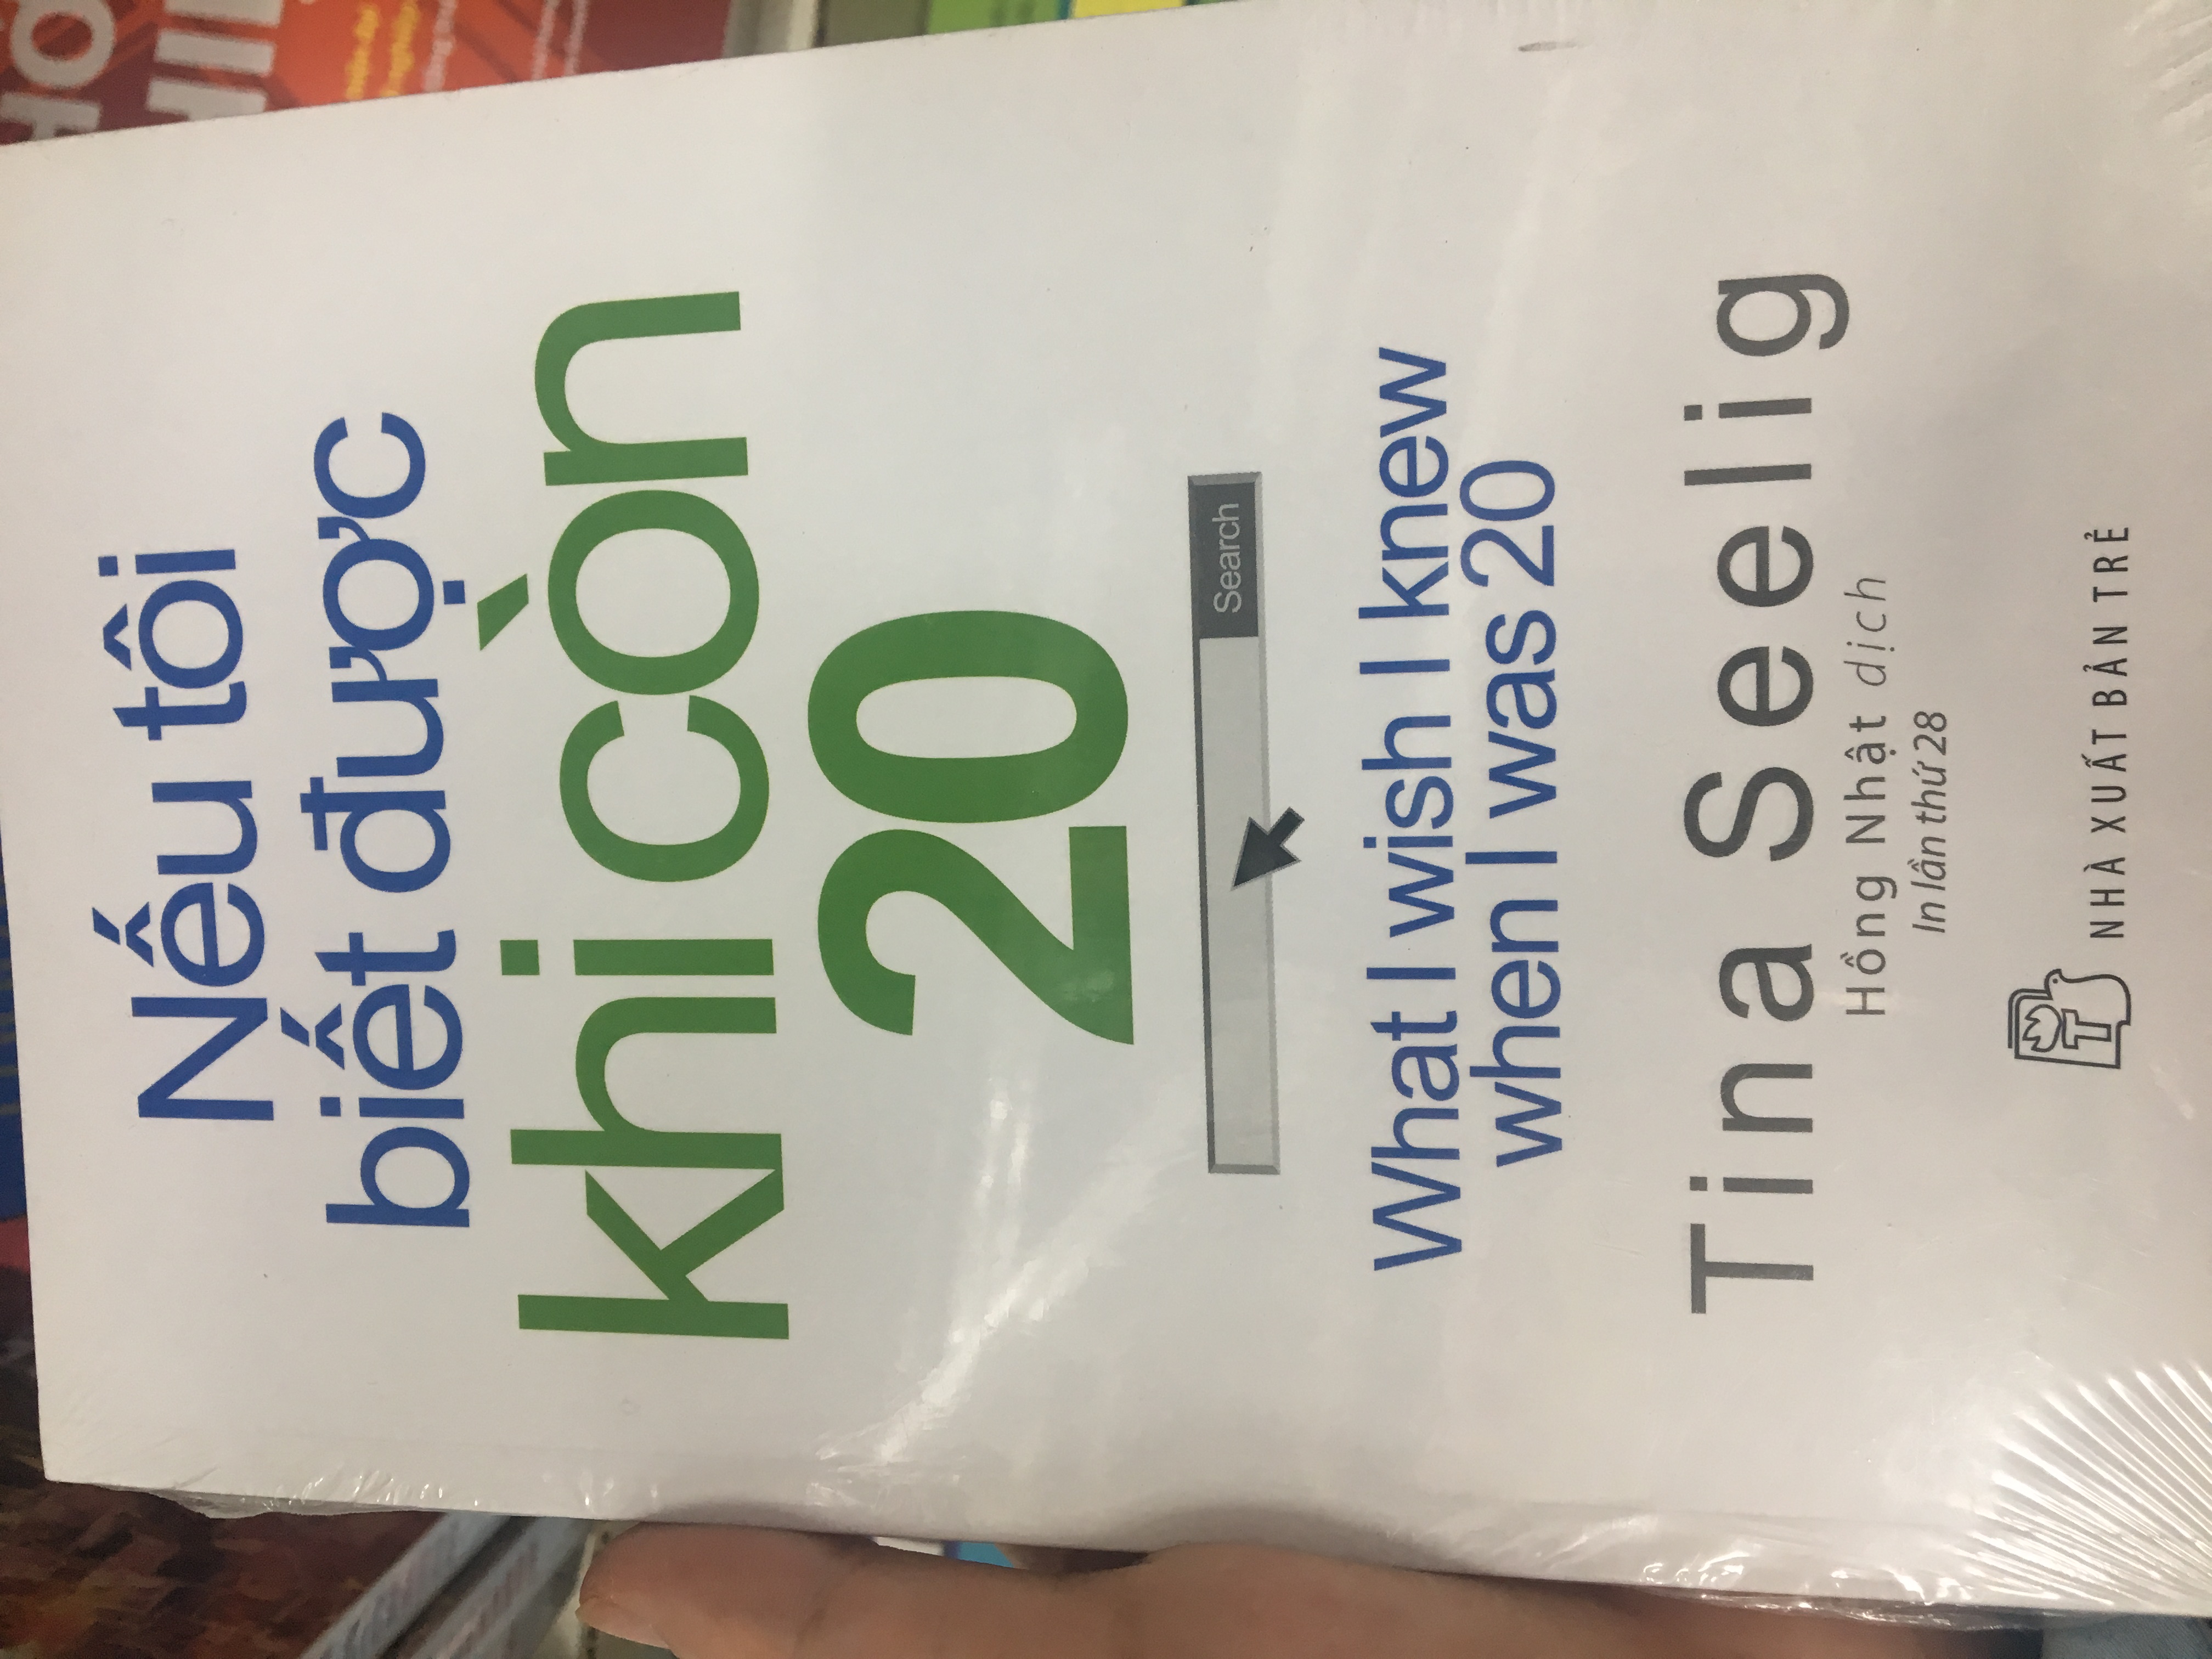 Nếu tôi
biết được
khi còn
20
Search
What I wish I knew
when I was 20
Tina Seelig
Hồng Nhật dịch
In lần thứ 28
T
NHÀ XUẤT BẢN TRẺ